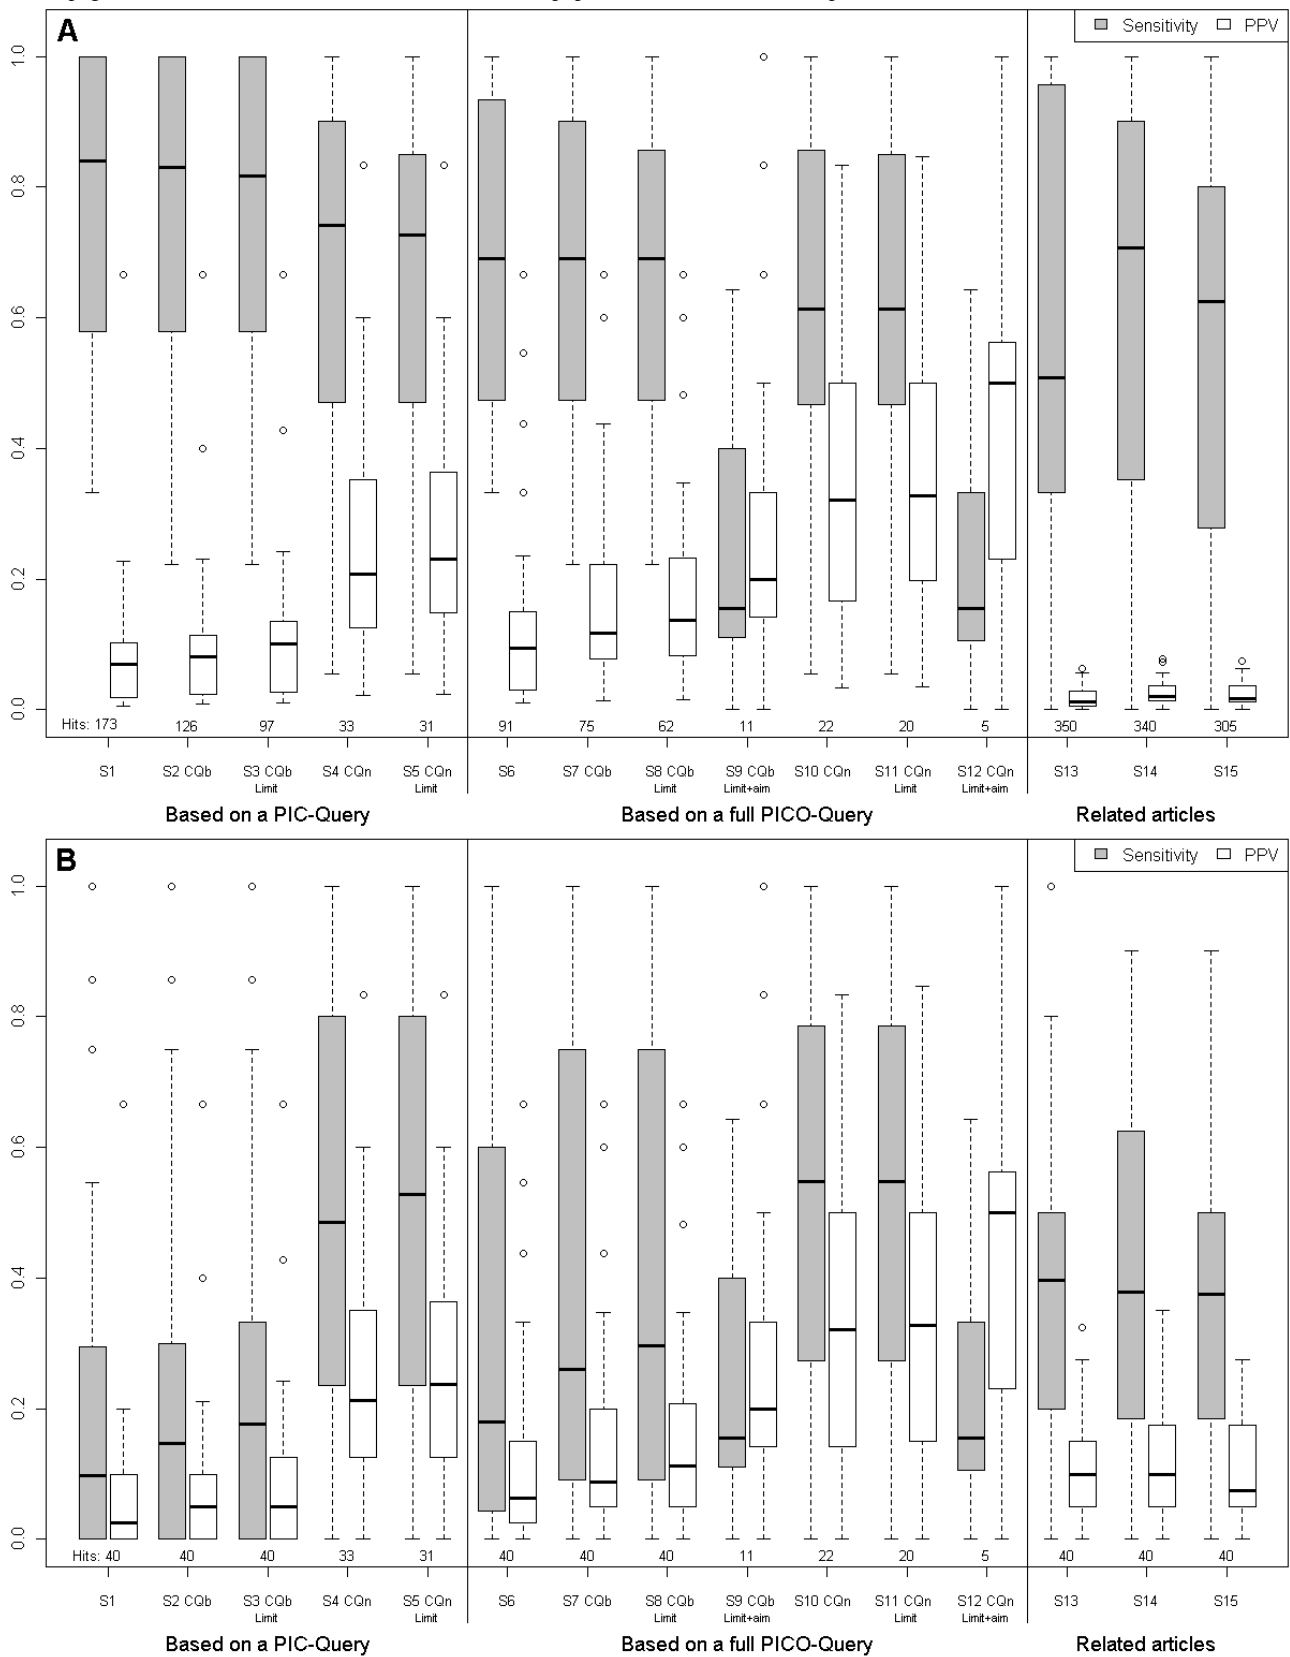 A
Sensitivity PPV
1.0
0.8
0.6
0.4
0.2
0.0
Hits: 173 126 97 33 31 91 75 62 11 22 20 5 350 340 305
S1 S2 CQb S3 CQb S4 CQn S5 CQn S6 S7 CQb S8 CQb S9 CQb S10 CQn S11 CQn S12 CQn S13 S14 S15
Limit Limit Limit Limit+aim Limit Limit+aim
Based on a PIC-Query Based on a full PICO-Query Related articles
B
Sensitivity PPV
1.0
0.8
0.6
0.4
0.2
0.0
Hits: 40 40 40 33 31 40 40 40 11 22 20 5 40 40 40
S1 S2 CQb S3 CQb S4 CQn S5 CQn S6 S7 CQb S8 CQb S9 CQb S10 CQn S11 CQn S12 CQn S13 S14 S15
Limit Limit Limit Limit+aim Limit Limit+aim
Based on a PIC-Query Based on a full PICO-Query Related articles